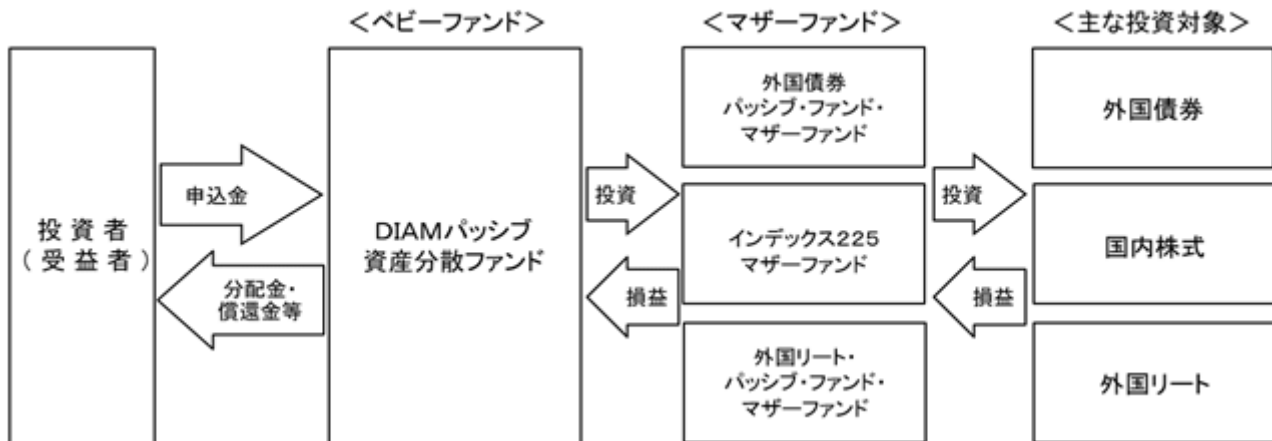 ＜ベビーファンド＞
＜マザーファンド＞
＜主な投資対象＞
投資者
（受益者）
申込金
分配金・
償還金等
DIAMパッシブ
資産分散ファンド
投資
損益
外国債券
パッシブ・ファンド・
マザーファンド
インデックス２２５
マザーファンド
外国リート・
パッシブ・ファンド・
マザーファンド
投資
損益
外国債券
国内株式
外国リート